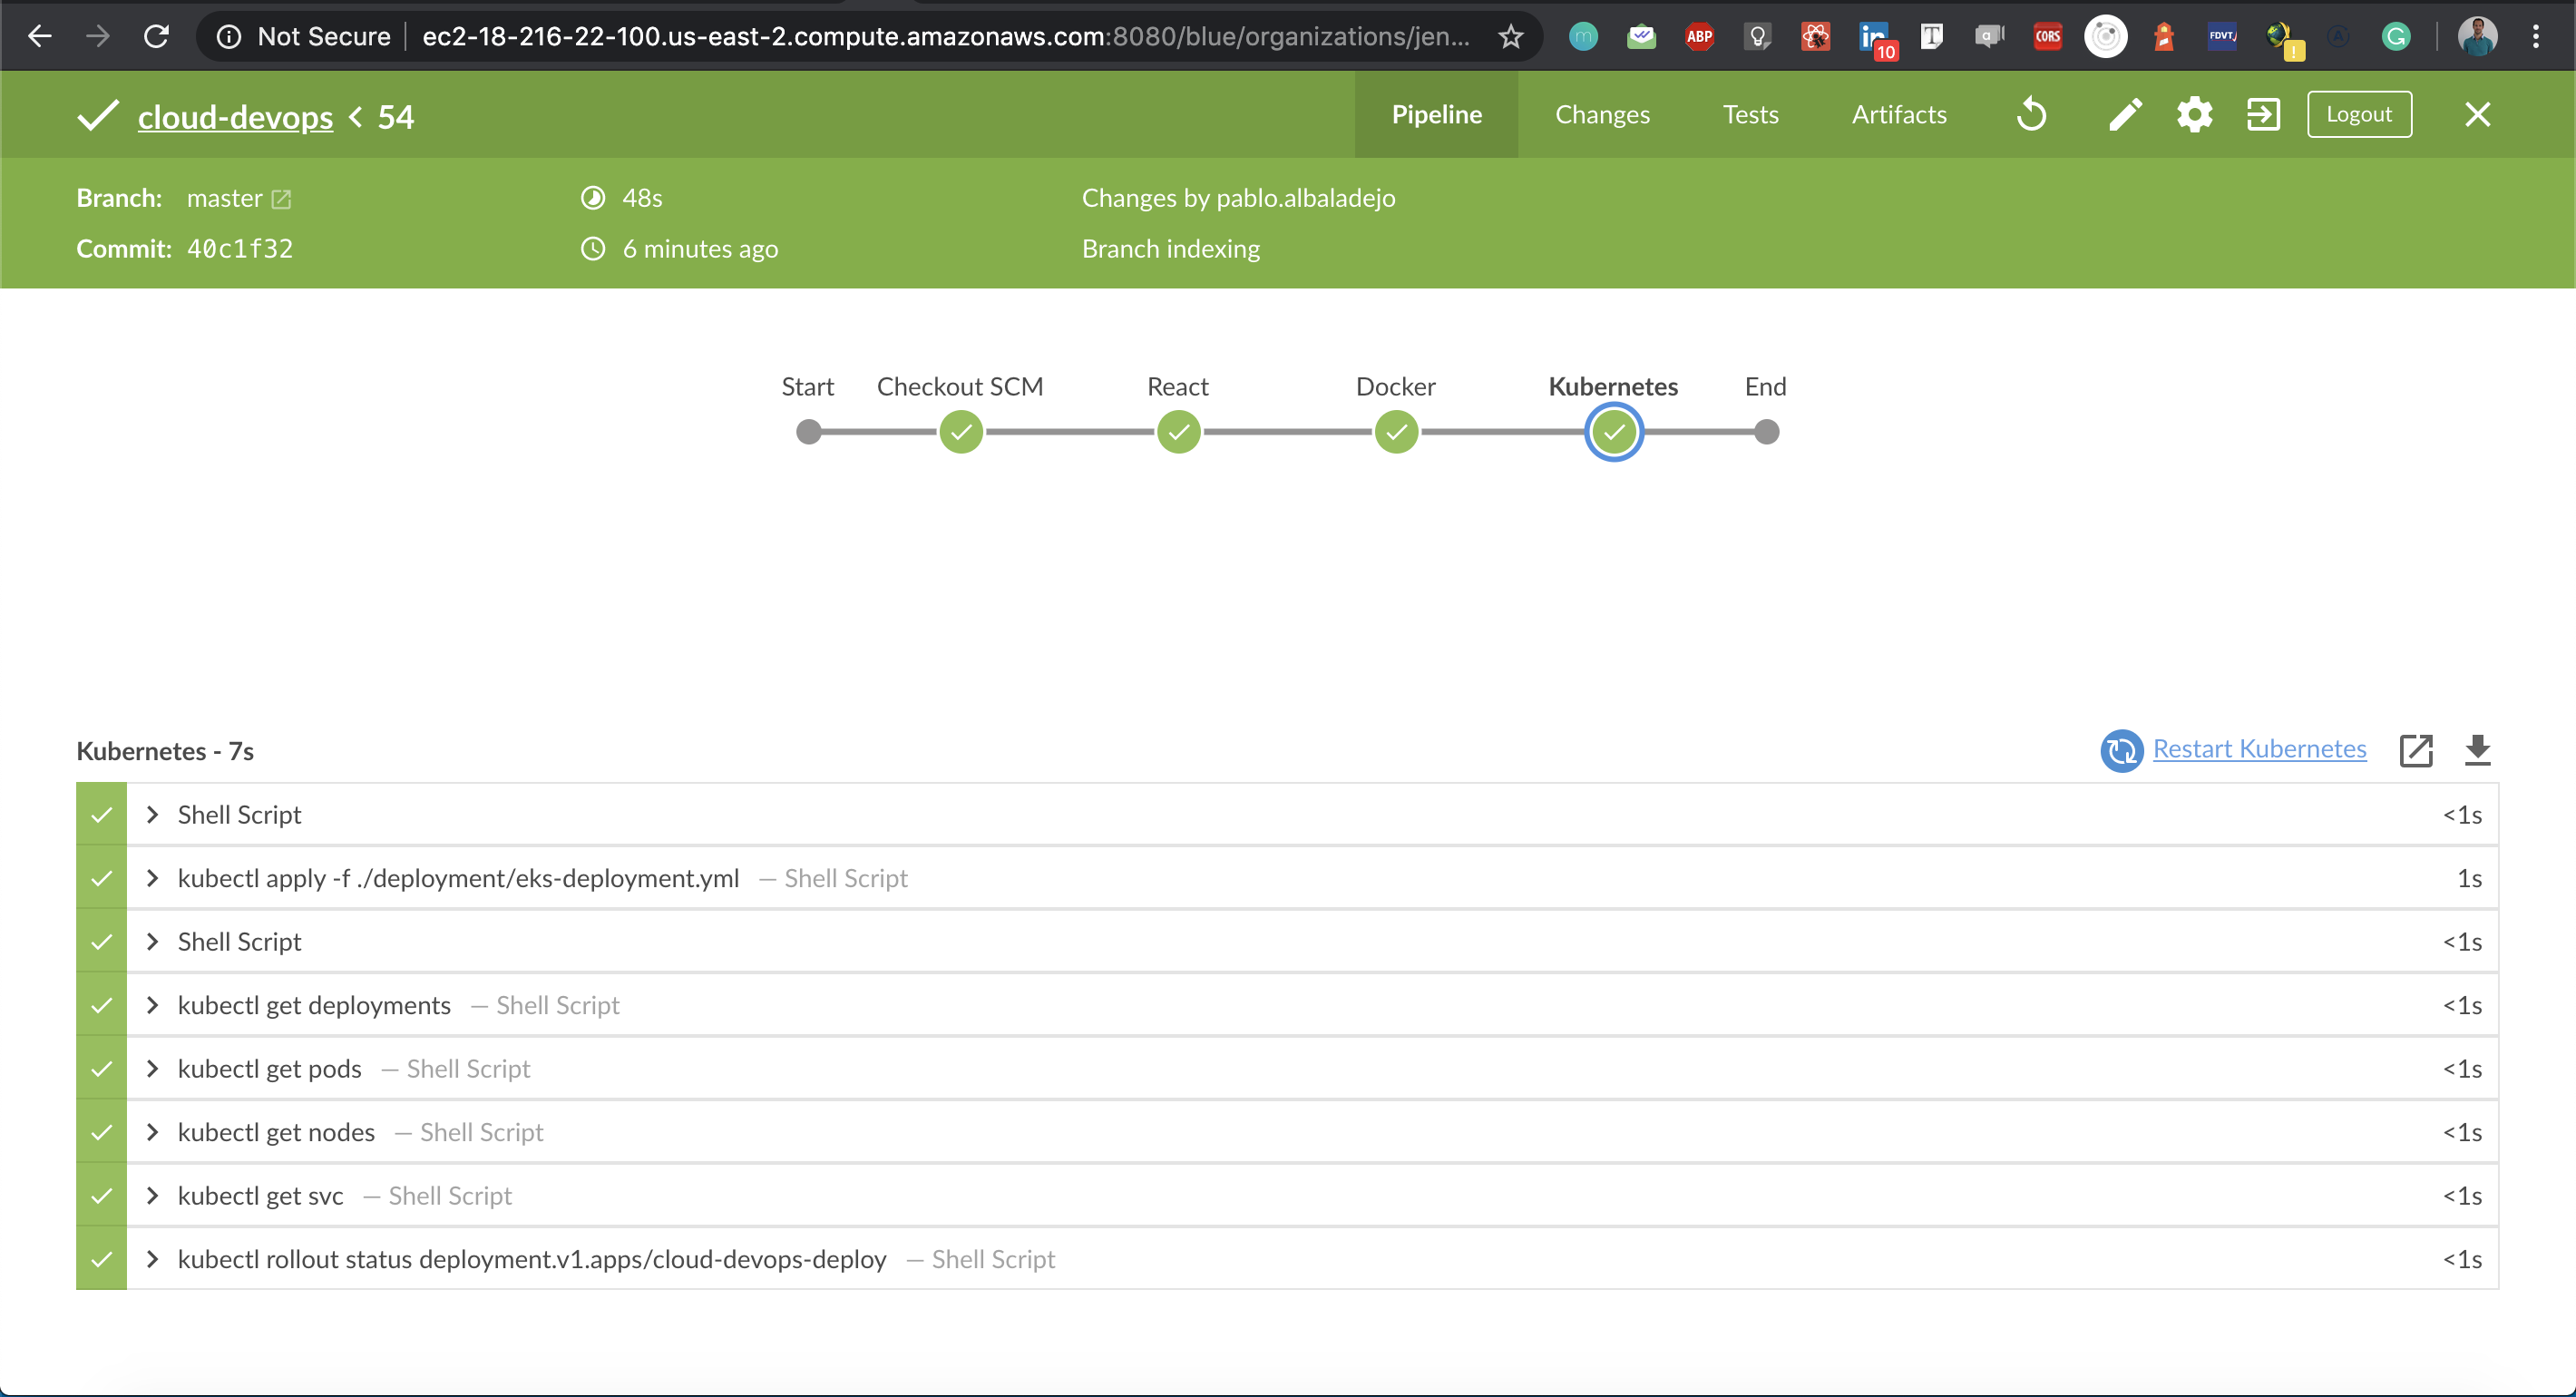 Not Secure ec2-18-216-22-100.us-east-2.compute.amazonaws.com:8080/blue/organizations/jen... m ABP in 10 T a CORS FDVT ! A G
cloud-devops < 54 Pipeline Changes Tests Artifacts Logout
Branch: master 48s Changes by pablo.albaladejo
Commit: 40c1f32 6 minutes ago Branch indexing
Start Checkout SCM React Docker Kubernetes End
Kubernetes - 7s Restart Kubernetes
Shell Script <1s
kubectl apply -f ./deployment/eks-deployment.yml — Shell Script 1s
Shell Script <1s
kubectl get deployments — Shell Script <1s
kubectl get pods — Shell Script <1s
kubectl get nodes — Shell Script <1s
kubectl get svc — Shell Script <1s
kubectl rollout status deployment.v1.apps/cloud-devops-deploy — Shell Script <1s